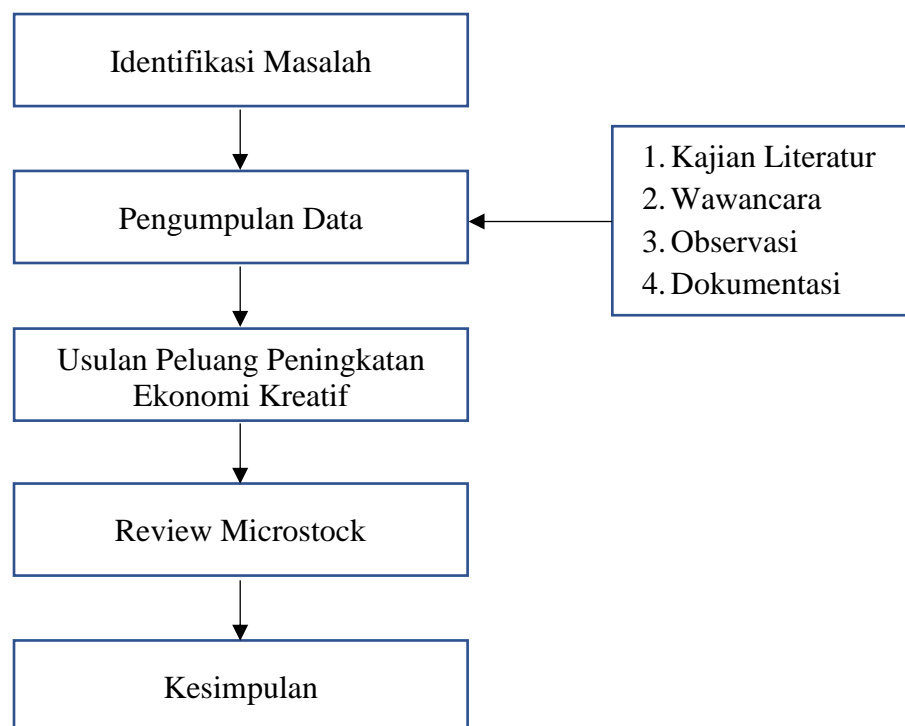 Identifikasi Masalah
Pengumpulan Data
1. Kajian Literatur
2. Wawancara
3. Observasi
4. Dokumentasi
Usulan Peluang Peningkatan
Ekonomi Kreatif
Review Microstock
Kesimpulan